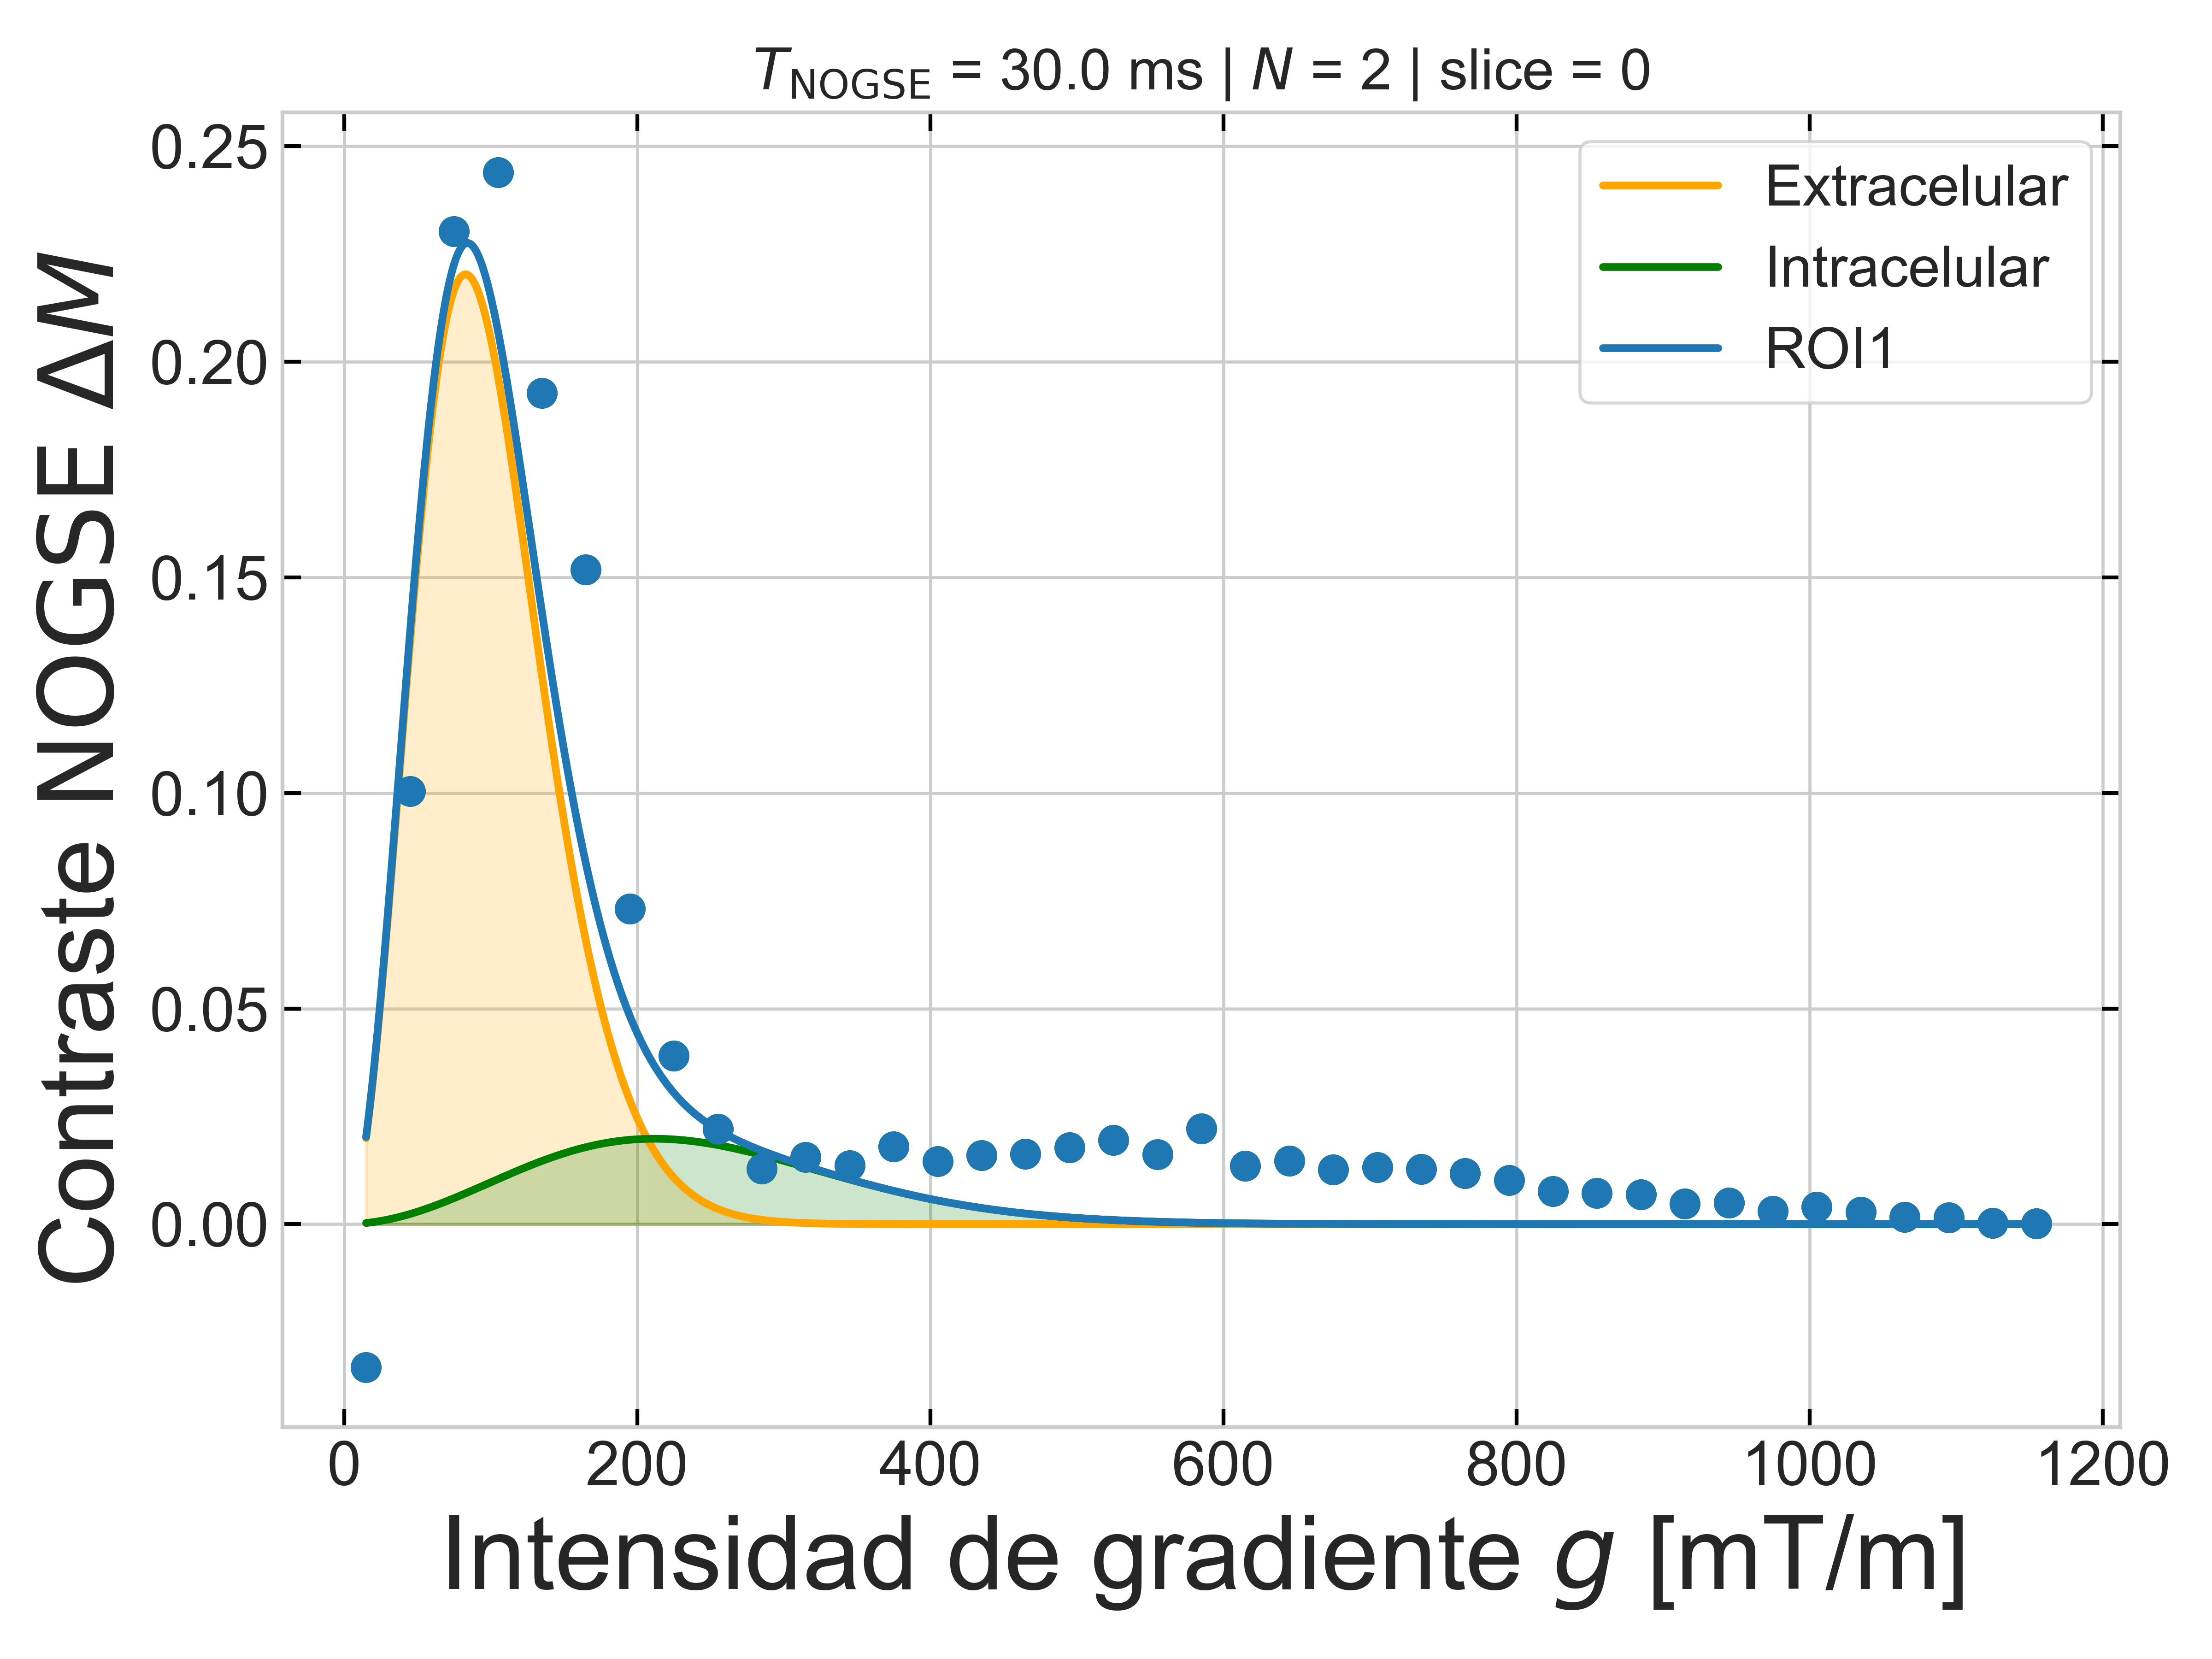 T_NOGSE = 30.0 ms | N = 2 | slice = 0
Extracelular
Intracelular
ROI1
Contraste NOGSE ΔM
0.25
0.20
0.15
0.10
0.05
0.00
0 200 400 600 800 1000 1200
Intensidad de gradiente g [mT/m]